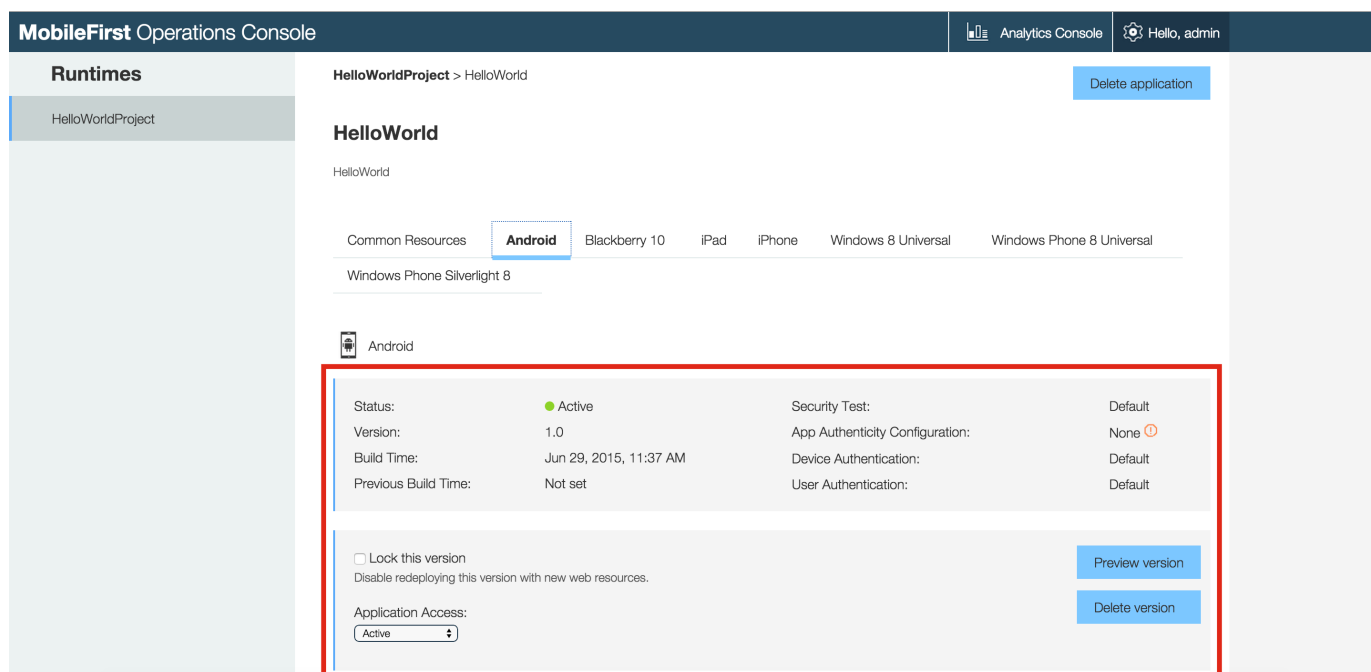 MobileFirst Operations Console
Analytics Console
Hello, admin
Runtimes
HelloWorldProject
HelloWorldProject > HelloWorld
Delete application
HelloWorld
HelloWorld
Common Resources Android Blackberry 10 iPad iPhone Windows 8 Universal Windows Phone 8 Universal
Windows Phone Silverlight 8
Android
Status: Active Security Test: Default
Version: 1.0 App Authenticity Configuration: None
Build Time: Jun 29, 2015, 11:37 AM Device Authentication: Default
Previous Build Time: Not set User Authentication: Default
Lock this version
Disable redeploying this version with new web resources.
Preview version
Delete version
Application Access:
Active